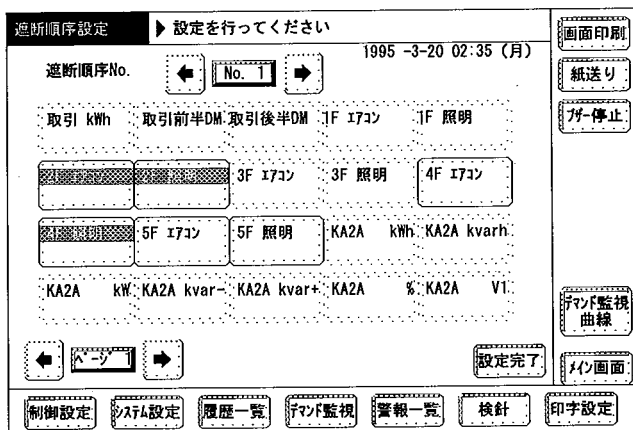 遮断順序設定 ▶ 設定を行ってください
1995 -3-20 02:35 (月)
遮断順序No. ← No. 1 →
取引 kWh 取引前半DM 取引後半DM 1F エアコン 1F 照明
3F エアコン 3F 照明 4F エアコン
5F エアコン 5F 照明 KA2A kWh KA2A kvarh
KA2A kW KA2A kvar- KA2A kvar+ KA2A % KA2A V1
← ページ 1 → 設定完了
制御設定 システム設定 履歴一覧 デマンド監視 警報一覧 検針 印字設定
画面印刷
紙送り
ブザー停止
デマンド監視
曲線
メイン画面